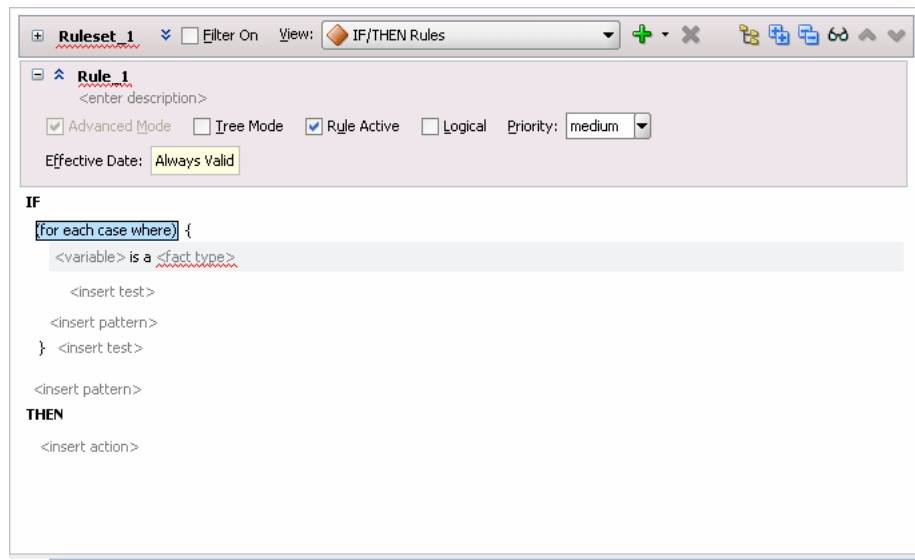 Ruleset_1 Filter On View: IF/THEN Rules
Rule_1
<enter description>
Advanced Mode Tree Mode Rule Active Logical Priority: medium
Effective Date: Always Valid
IF
(for each case where) {
<variable> is a <fact type>
<insert test>
<insert pattern>
} <insert test>
<insert pattern>
THEN
<insert action>